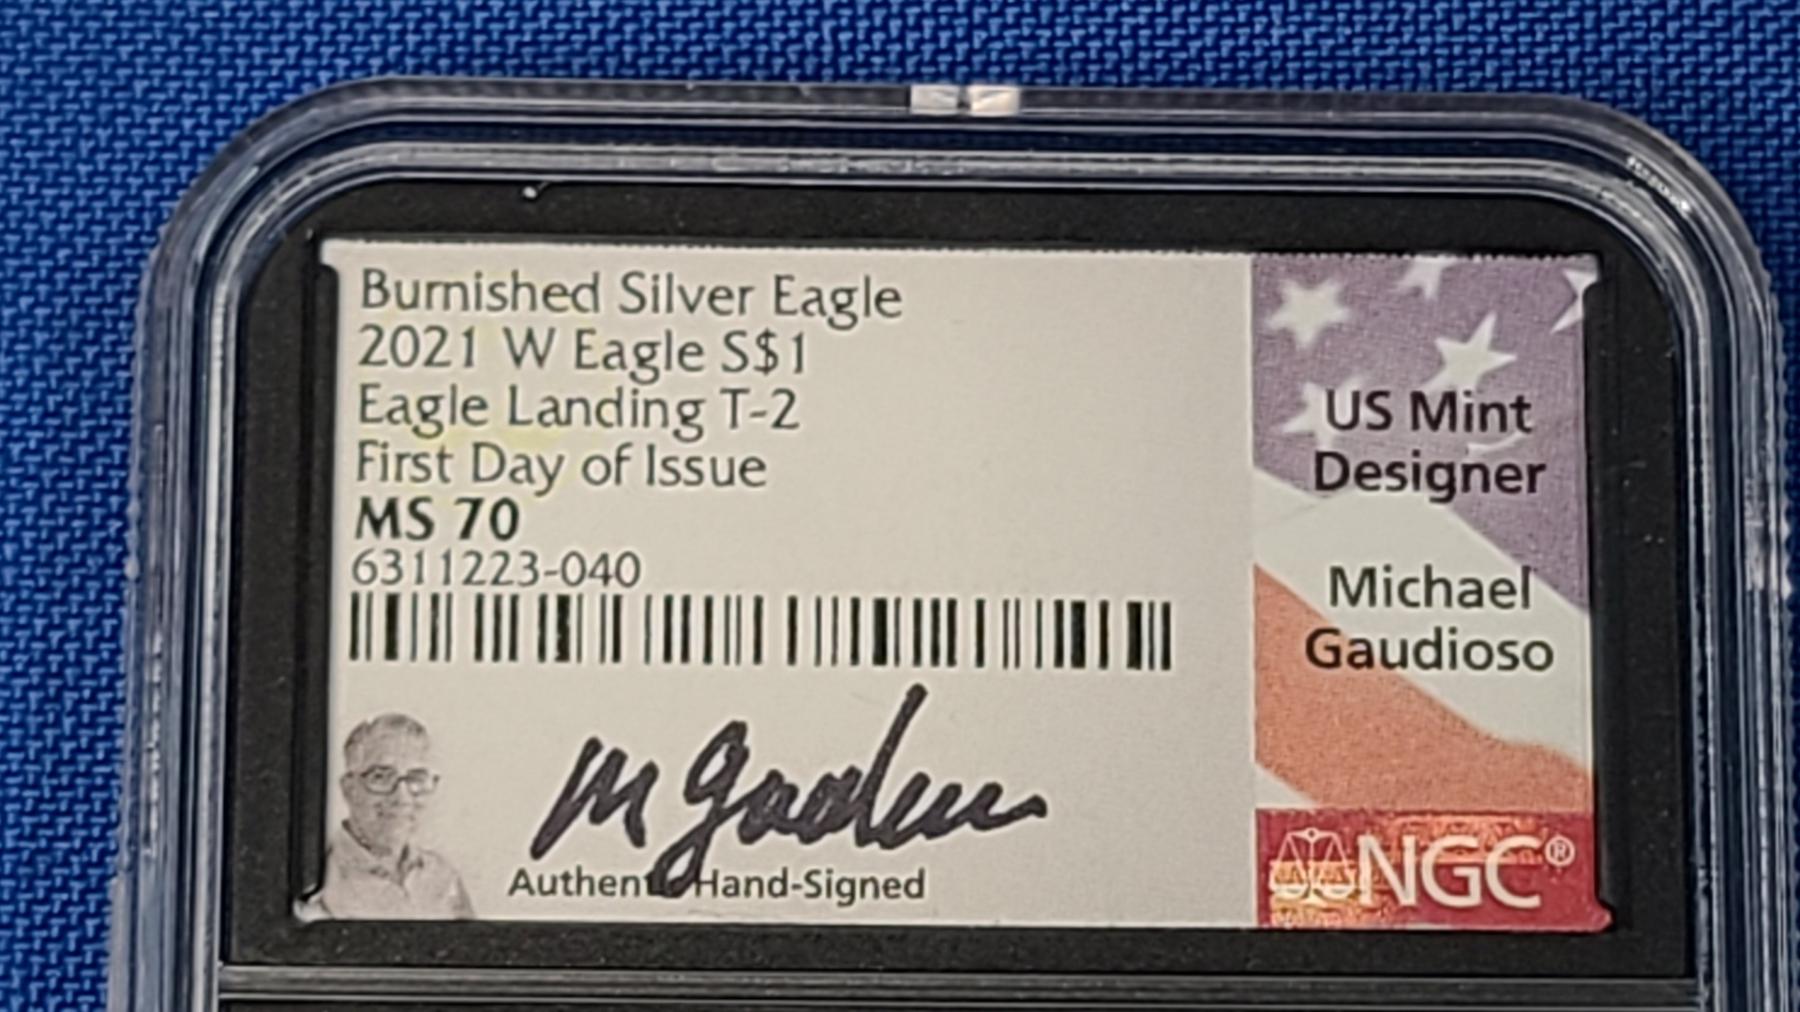 Burnished Silver Eagle
2021 W Eagle S$1
Eagle Landing T-2
First Day of Issue
MS 70
6311223-040
Hand-Signed
US Mint
Designer
Michael
Gaudioso
NGC®